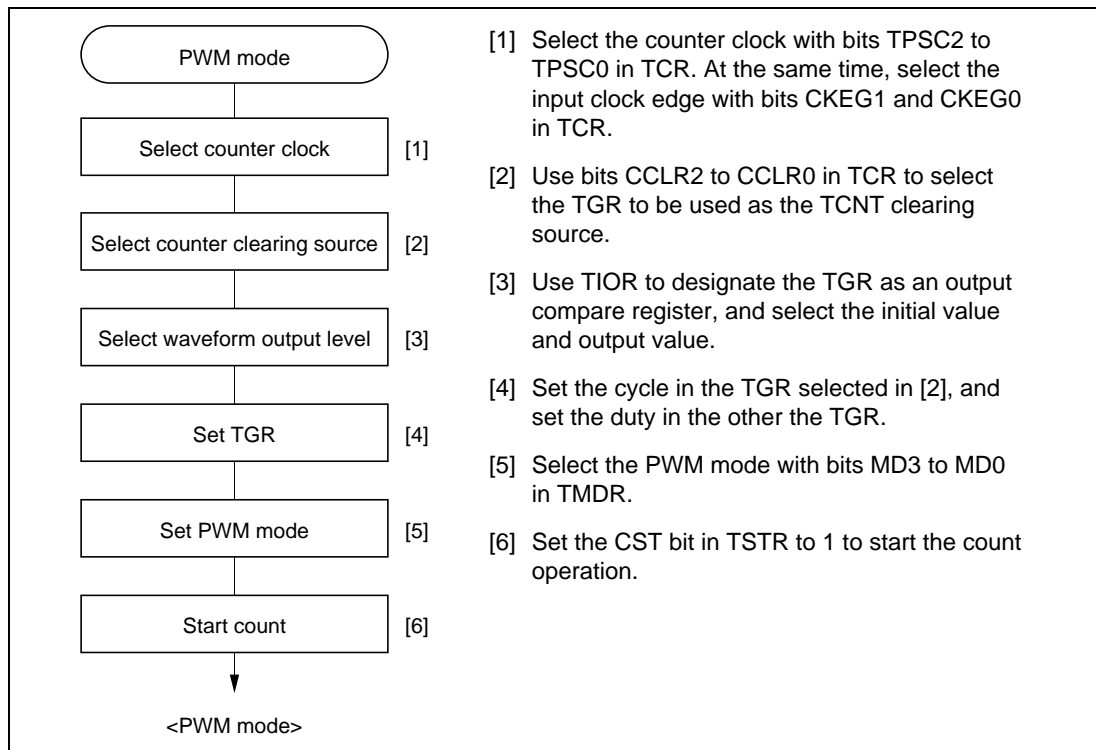 PWM mode
Select counter clock [1]
Select counter clearing source [2]
Select waveform output level [3]
Set TGR [4]
Set PWM mode [5]
Start count [6]
<PWM mode>
[1] Select the counter clock with bits TPSC2 to
TPSC0 in TCR. At the same time, select the
input clock edge with bits CKEG1 and CKEG0
in TCR.
[2] Use bits CCLR2 to CCLR0 in TCR to select
the TGR to be used as the TCNT clearing
source.
[3] Use TIOR to designate the TGR as an output
compare register, and select the initial value
and output value.
[4] Set the cycle in the TGR selected in [2], and
set the duty in the other the TGR.
[5] Select the PWM mode with bits MD3 to MD0
in TMDR.
[6] Set the CST bit in TSTR to 1 to start the count
operation.